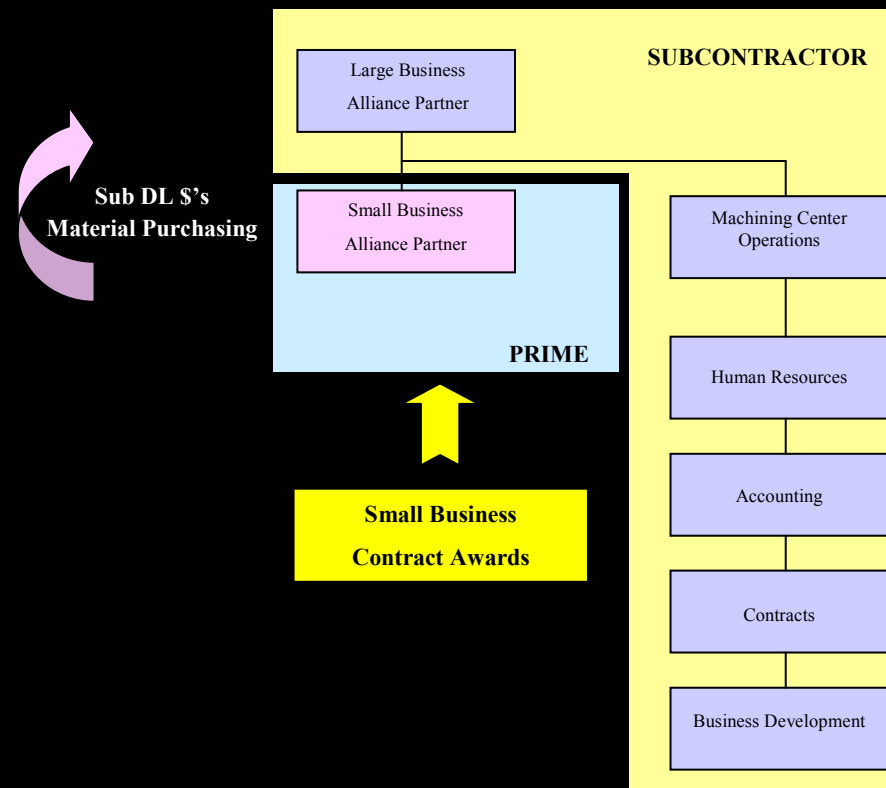 SUBCONTRACTOR
Large Business
Alliance Partner
Sub DL $’s
Material Purchasing
Small Business
Alliance Partner
PRIME
Machining Center
Operations
Human Resources
Accounting
Contracts
Business Development
Small Business
Contract Awards